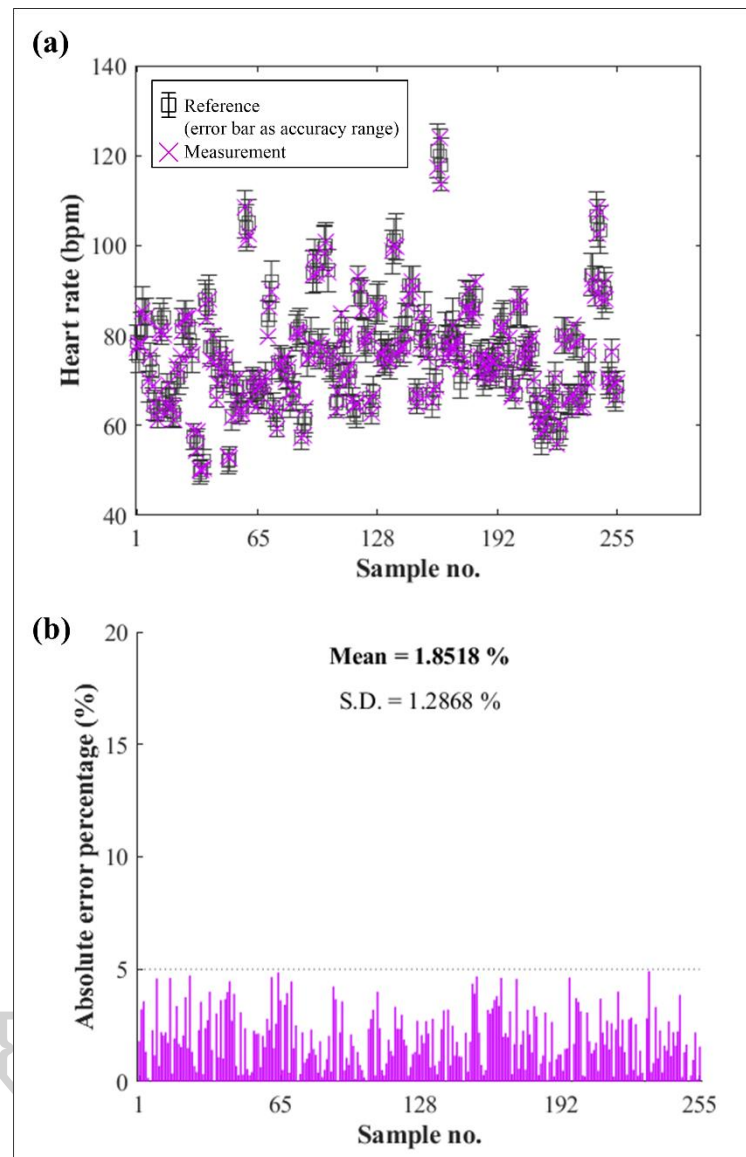 (a)
140
120
100
80
60
40
Heart rate (bpm)
Reference
(error bar as accuracy range)
Measurement
1 65 128 192 255
Sample no.
(b)
20
15
10
5
0
Absolute error percentage (%)
Mean = 1.8518 %
S.D. = 1.2868 %
1 65 128 192 255
Sample no.